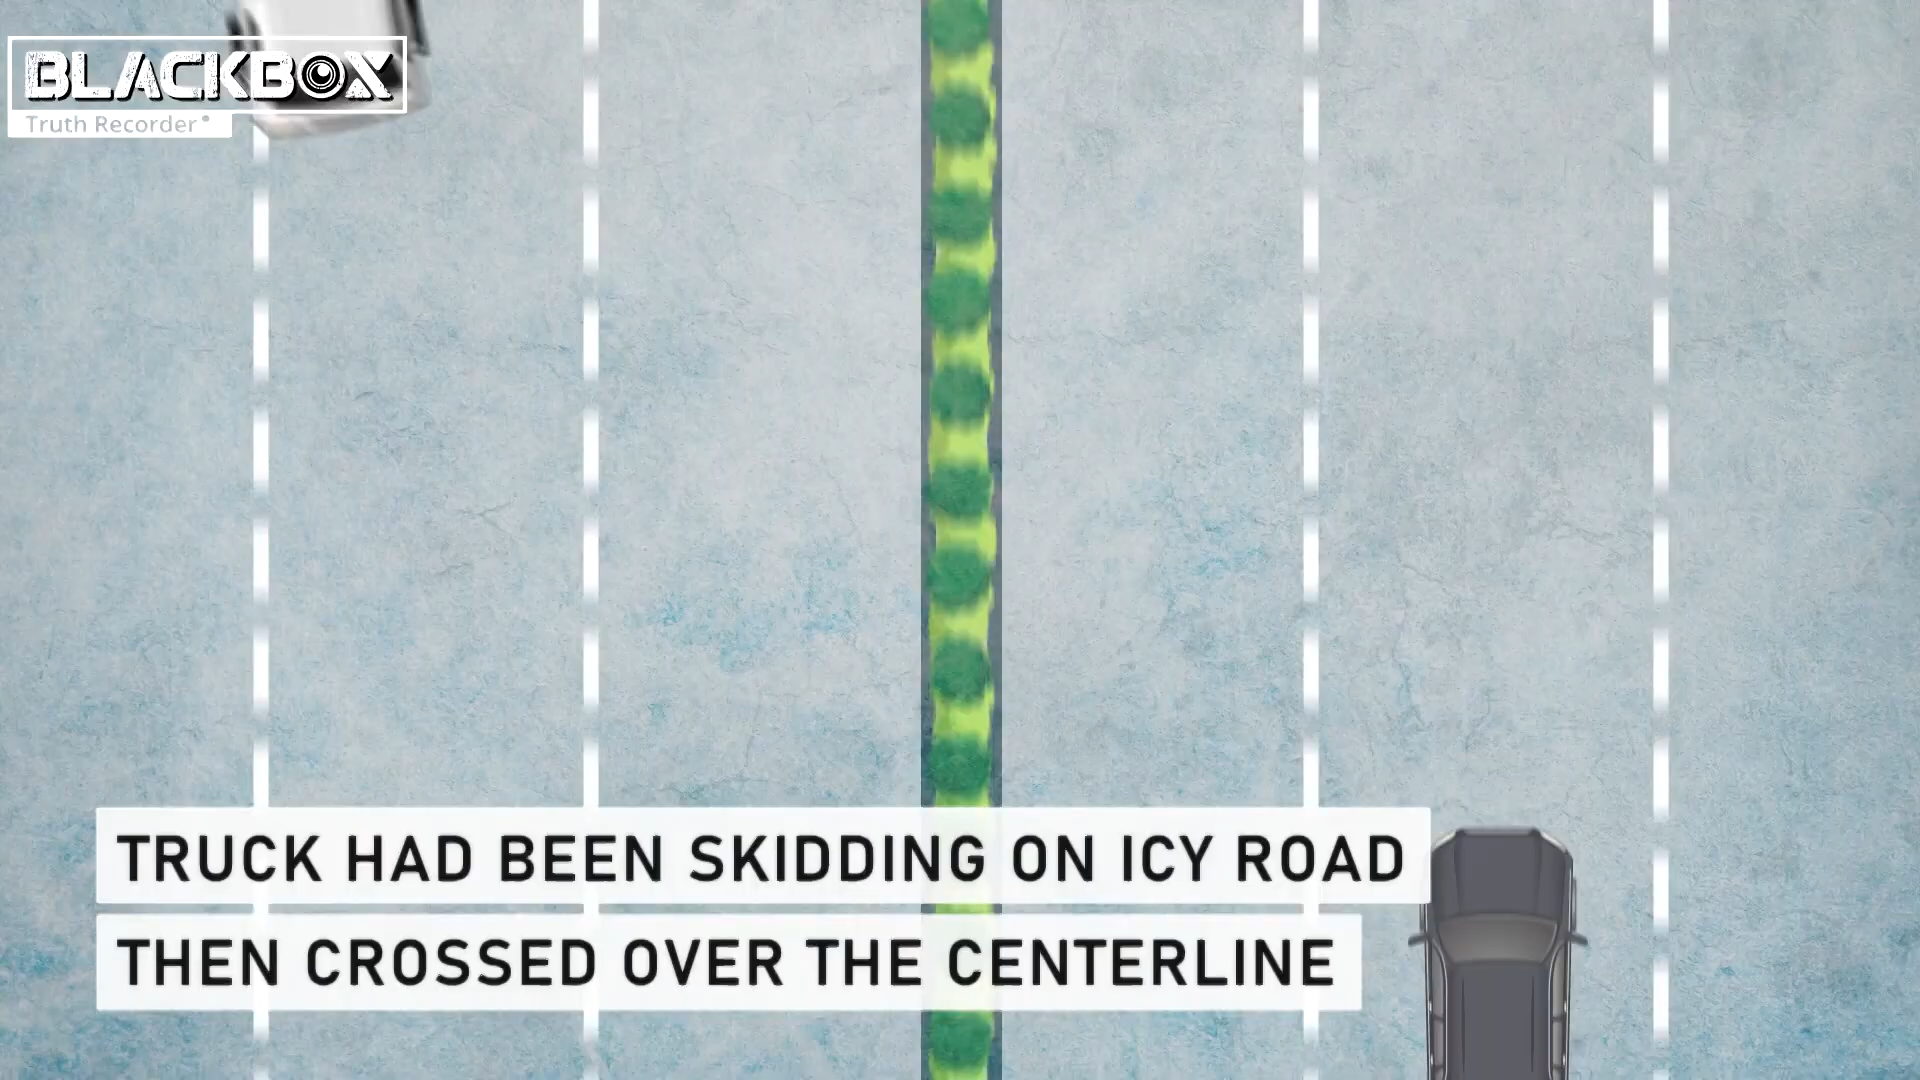 BLACKBOX
Truth Recorder
TRUCK HAD BEEN SKIDDING ON ICY ROAD
THEN CROSSED OVER THE CENTERLINE